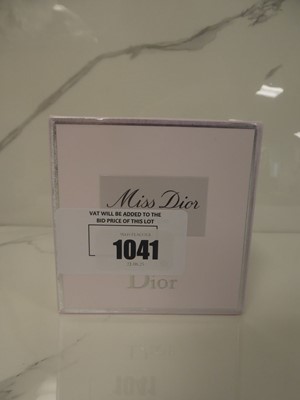 Miss Dior
VAT WILL BE ADDED TO THE
BID PRICE OF THIS LOT
1041
Dior